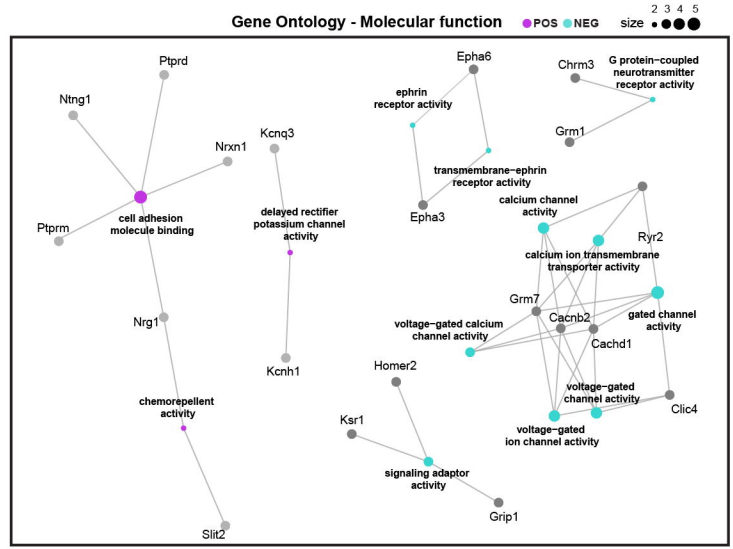 Gene Ontology - Molecular function
POS
NEG
size
2 3 4 5
Ptprd
Ntng1
Nrxn1
Ptprm
cell adhesion
molecule binding
Nrg1
chemorepellent
activity
Slit2
Kcnq3
delayed rectifier
potassium channel
activity
Kcnh1
Epha6
ephrin
receptor activity
transmembrane-ephrin
receptor activity
Epha3
Chrm3
G protein-coupled
neurotransmitter
receptor activity
Grm1
calcium channel
activity
Ryr2
calcium ion transmembrane
transporter activity
Grm7
Cacnb2
gated channel
activity
voltage-gated calcium
channel activity
Cachd1
Homer2
voltage-gated
channel activity
Clic4
Ksr1
voltage-gated
ion channel activity
signaling adaptor
activity
Grip1